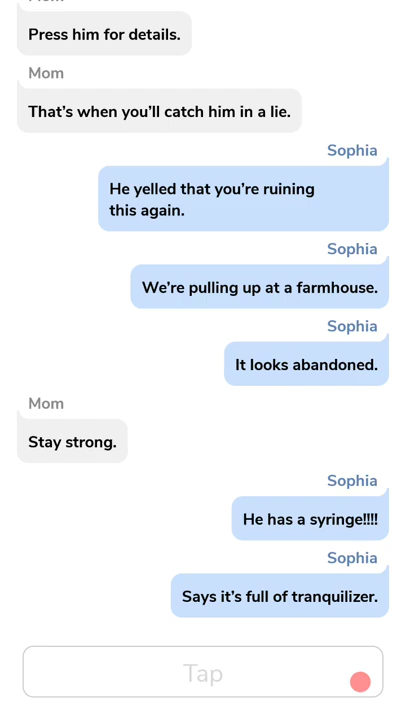 Press him for details.
Mom
That's when you'll catch him in a lie.
Sophia
He yelled that you're ruining
this again.
Sophia
We're pulling up at a farmhouse.
Sophia
It looks abandoned.
Mom
Stay strong.
Sophia
He has a syringe!!!!
Sophia
Says it's full of tranquilizer.
Tap